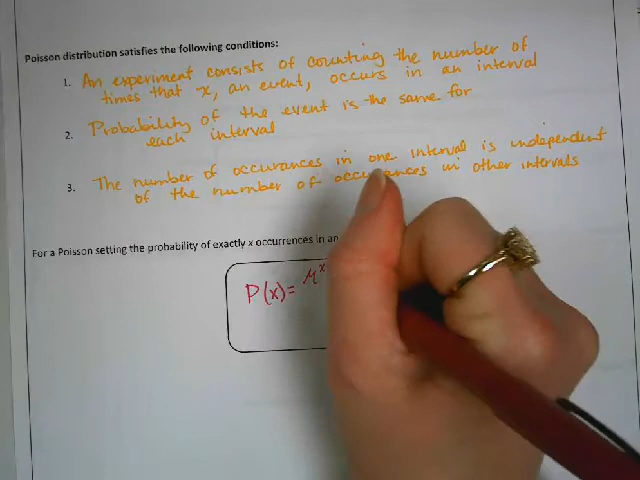 Poisson distribution satisfies the following conditions:
1. An experiment consists of counting the number of
times that x, an event, occurs in an interval
2. Probability of the event is the same for
each interval
3. The number of occurances in one interval is independent
of the number of occurances in other intervals
For a Poisson setting the probability of exactly x occurrences in an
P(x)= μˣ